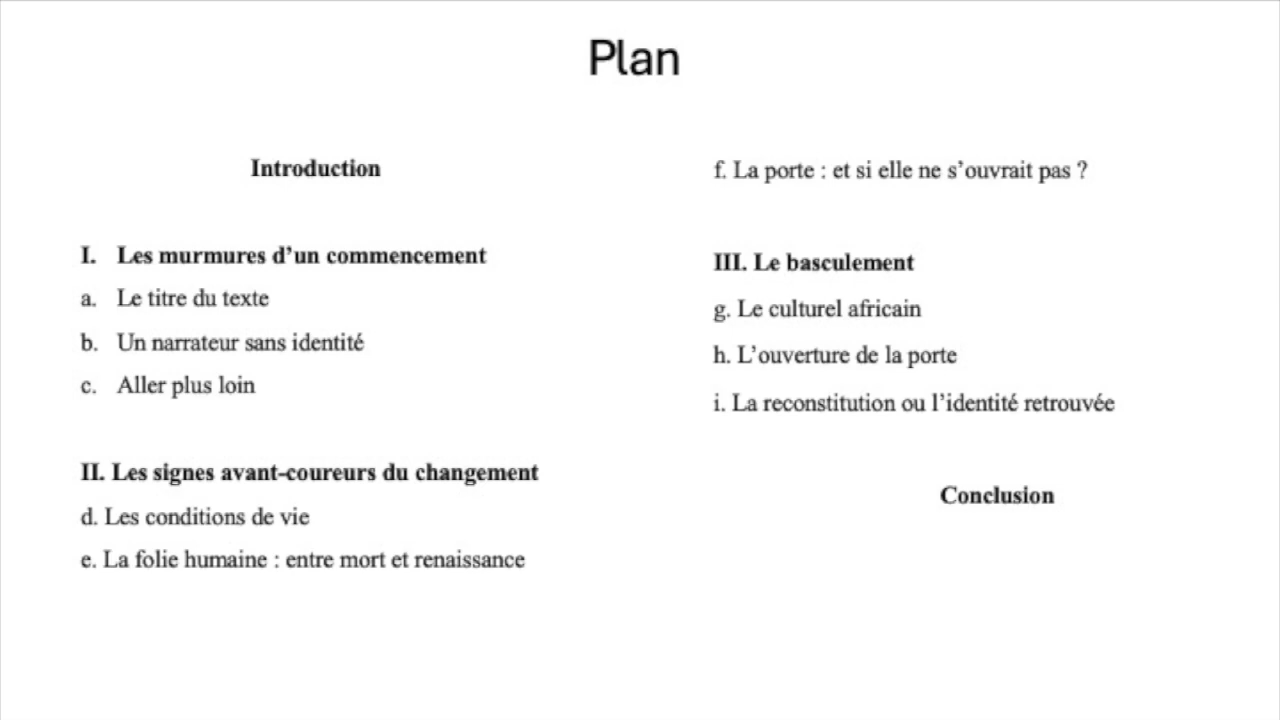 Plan
Introduction
I. Les murmures d’un commencement
a. Le titre du texte
b. Un narrateur sans identité
c. Aller plus loin
II. Les signes avant-coureurs du changement
d. Les conditions de vie
e. La folie humaine : entre mort et renaissance
f. La porte : et si elle ne s’ouvrait pas ?
III. Le basculement
g. Le culturel africain
h. L’ouverture de la porte
i. La reconstitution ou l’identité retrouvée
Conclusion